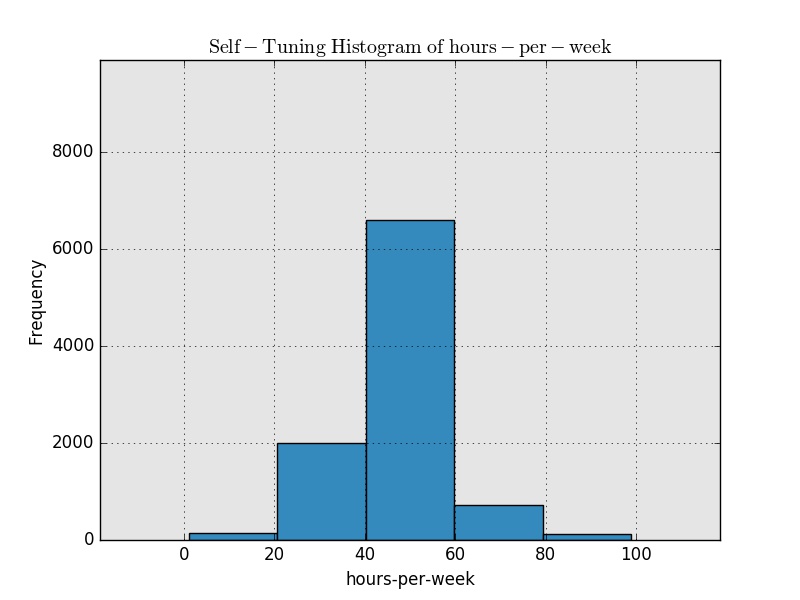 Self – Tuning Histogram of hours – per – week
8000
6000
4000
2000
0
Frequency
0 20 40 60 80 100
hours-per-week